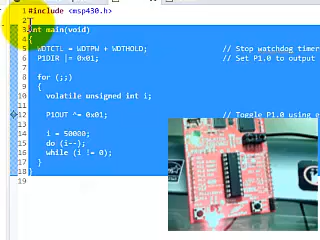 1 #include <msp430.h>
2
3 int main(void)
4 {
5 WDTCTL = WDTPW + WDTHOLD; // Stop watchdog timer
6 P1DIR |= 0x01; // Set P1.0 to output
7
8 for (;;)
9 {
10 volatile unsigned int i;
11
12 P1OUT ^= 0x01; // Toggle P1.0 using e
13
14 i = 50000;
15 do (i--);
16 while (i != 0);
17 }
18 }
19